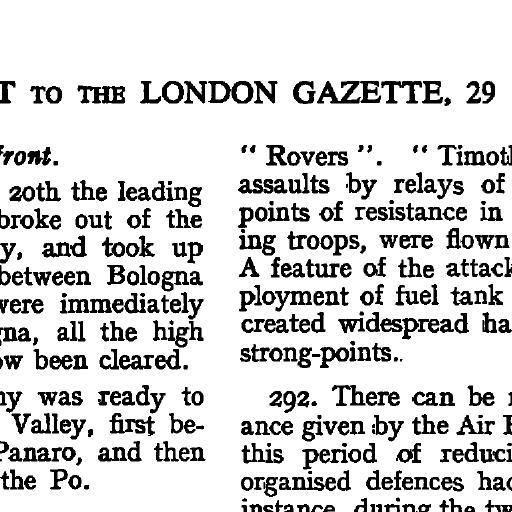 T TO THE LONDON GAZETTE, 29
front.
20th the leading
broke out of the
y, and took up
between Bologna
were immediately
gna, all the high
ow been cleared.
ny was ready to
Valley, first be-
Panaro, and then
the Po.
" Rovers ". " Timoth
assaults by relays of
points of resistance in
ing troops, were flown
A feature of the attack
ployment of fuel tank
created widespread ha
strong-points..
292. There can be
ance given by the Air
this period of reduci
organised defences had
instance, during the tw